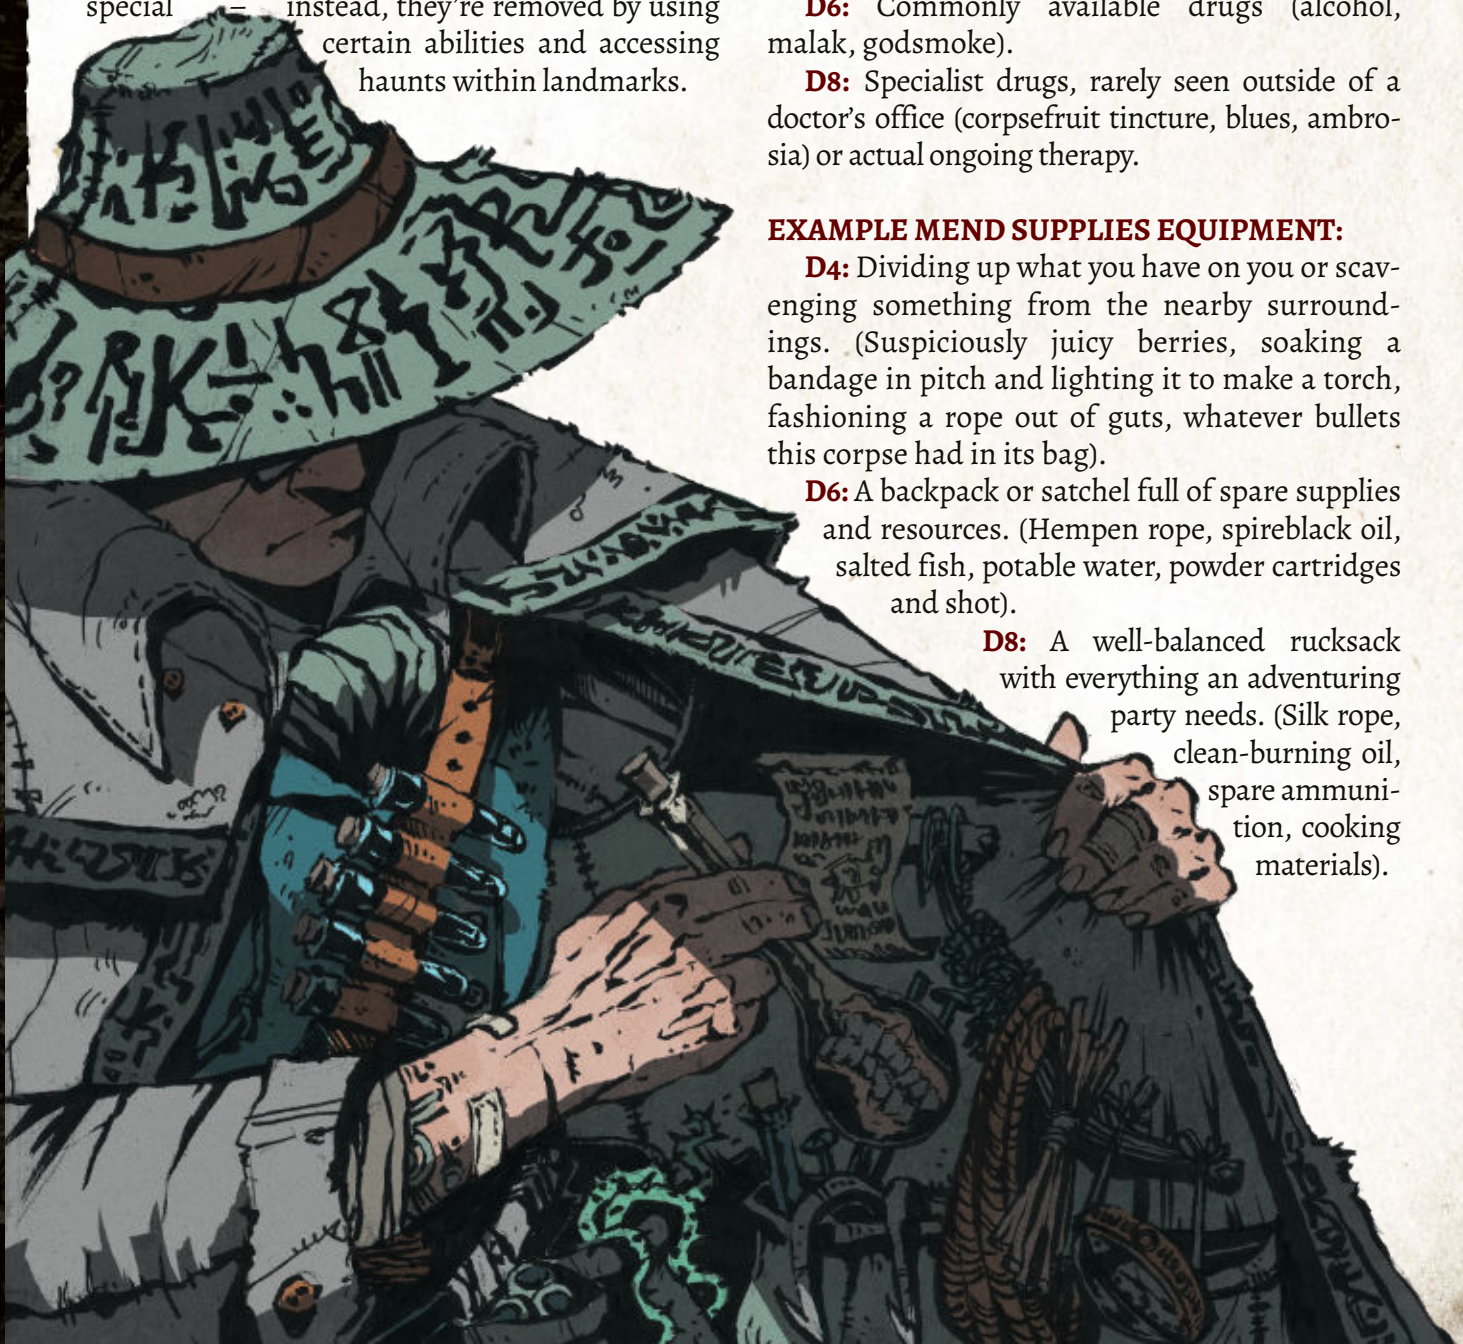 special – instead, they’re removed by using
certain abilities and accessing
haunts within landmarks.
D6: Commonly available drugs (alcohol,
malak, godsmoke).
D8: Specialist drugs, rarely seen outside of a
doctor’s office (corpsefruit tincture, blues, ambro-
sia) or actual ongoing therapy.
EXAMPLE MEND SUPPLIES EQUIPMENT:
D4: Dividing up what you have on you or scav-
enging something from the nearby surround-
ings. (Suspiciously juicy berries, soaking a
bandage in pitch and lighting it to make a torch,
fashioning a rope out of guts, whatever bullets
this corpse had in its bag).
D6: A backpack or satchel full of spare supplies
and resources. (Hempen rope, spireblack oil,
salted fish, potable water, powder cartridges
and shot).
D8: A well-balanced rucksack
with everything an adventuring
party needs. (Silk rope,
clean-burning oil,
spare ammuni-
tion, cooking
materials).